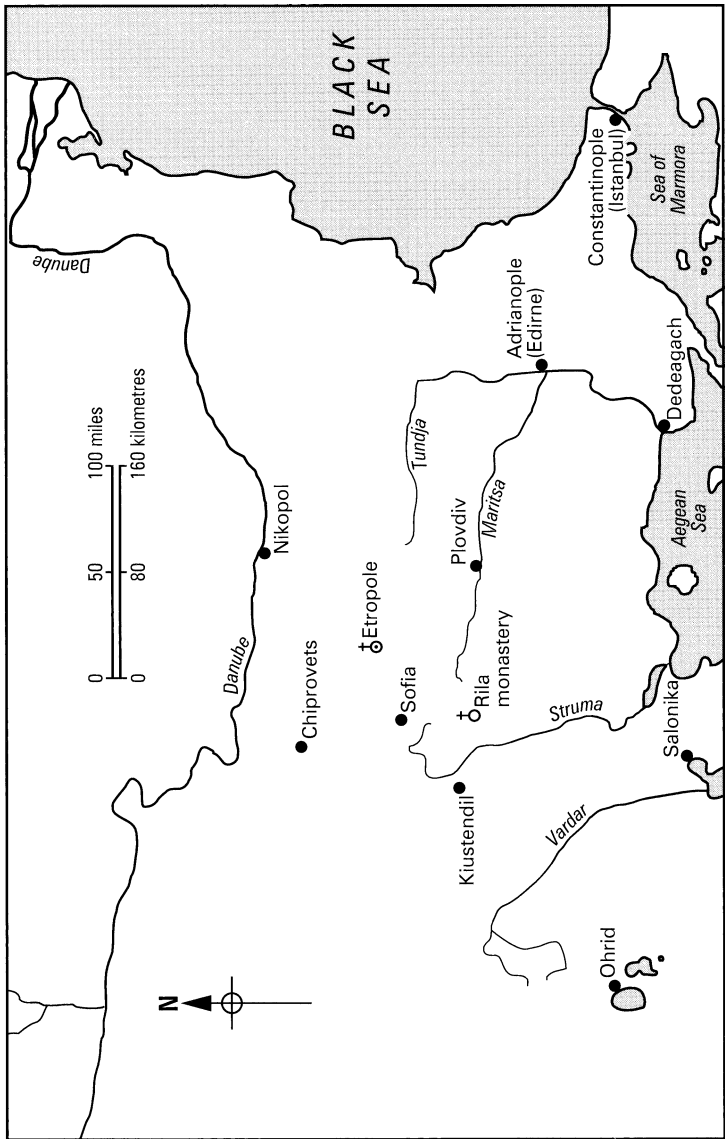 BLACK
SEA
Danube
Constantinople
(Istanbul)
Sea of
Marmora
Adrianople
(Edirne)
Dedeagach
Tundja
Maritsa
Aegean
Sea
0 50 100 miles
0 80 160 kilometres
Nikopol
Plovdiv
Etropole
Danube
Chiprovets
Sofia
Rila
monastery
Struma
Salonika
Kiustendil
Vardar
Ohrid
N